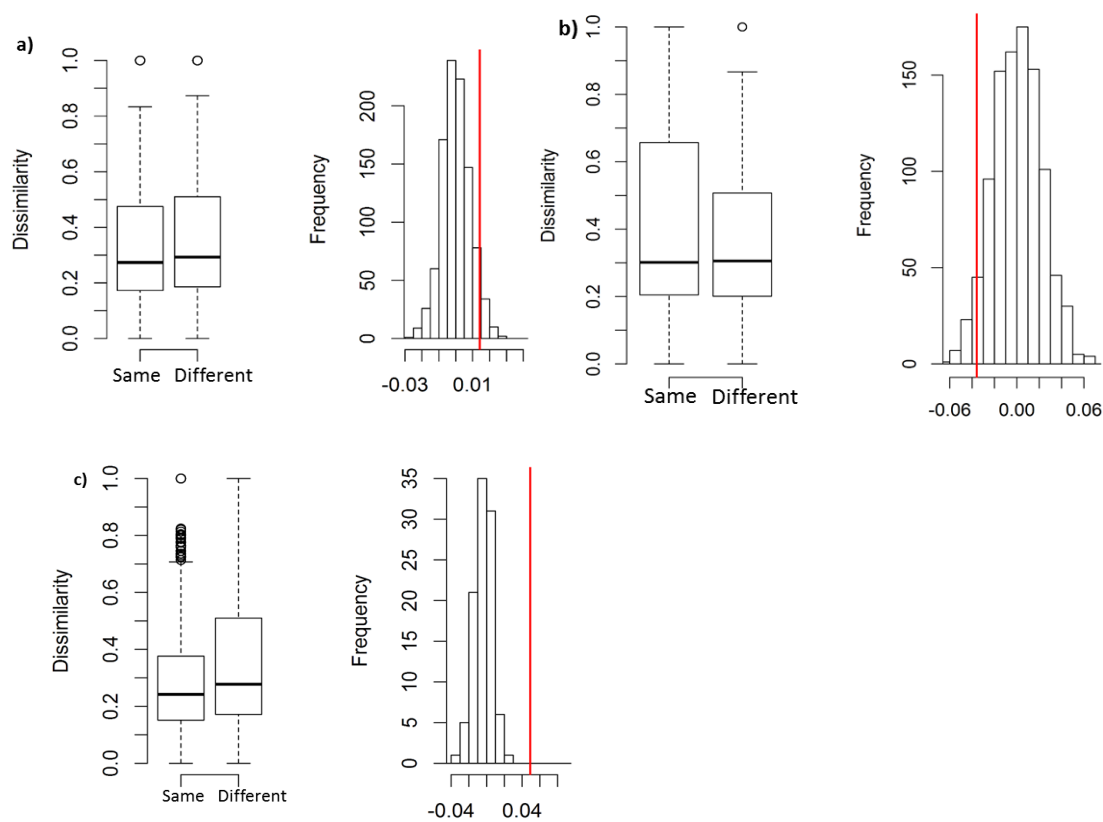 a)
Dissimilarity
0.0 0.2 0.4 0.6 0.8 1.0
Same Different
Frequency
0 50 100 150 200
-0.03 0.01
b)
Dissimilarity
0.0 0.2 0.4 0.6 0.8 1.0
Same Different
Frequency
0 50 100 150
-0.06 0.00 0.06
c)
Dissimilarity
0.0 0.2 0.4 0.6 0.8 1.0
Same Different
Frequency
0 5 10 15 20 25 30 35
-0.04 0.04